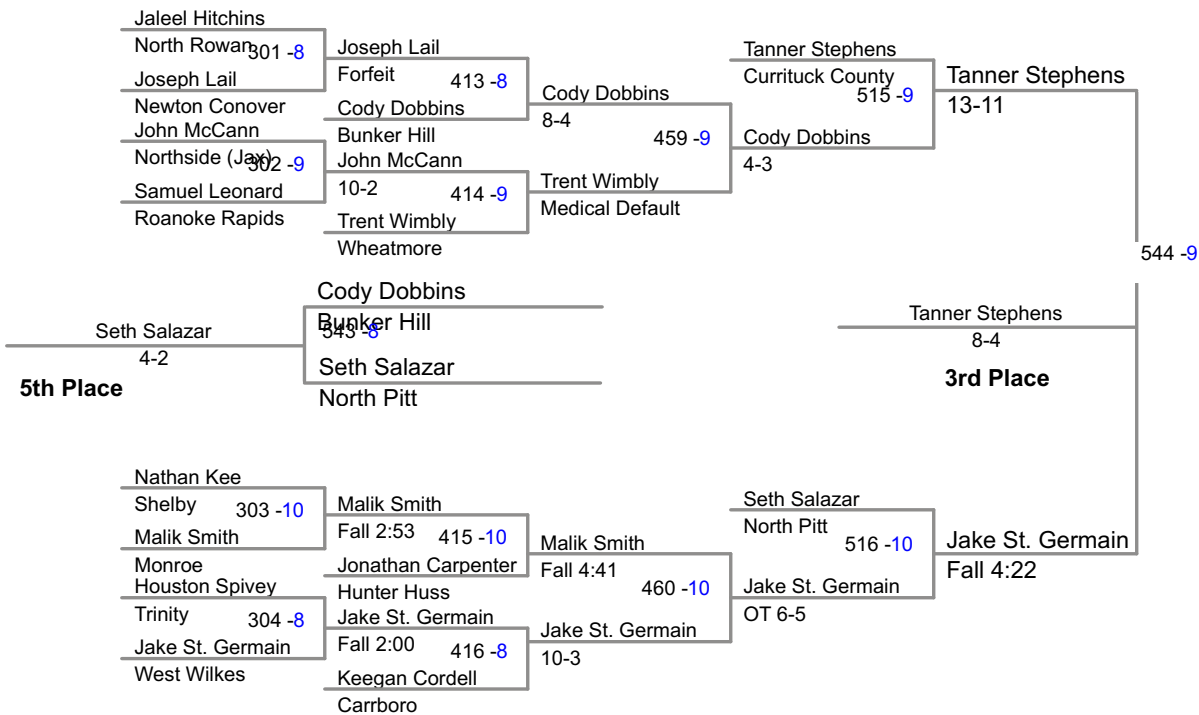 Jaleel Hitchins
North Rowan
301 -8
Joseph Lail
Newton Conover
John McCann
Northside (Jax)
302 -9
Samuel Leonard
Roanoke Rapids
Joseph Lail
Forfeit
413 -8
Cody Dobbins
Bunker Hill
John McCann
10-2
414 -9
Trent Wimbly
Wheatmore
Cody Dobbins
8-4
459 -9
Trent Wimbly
Medical Default
Tanner Stephens
Currituck County
515 -9
Cody Dobbins
4-3
Tanner Stephens
13-11
544 -9
Cody Dobbins
Bunker Hill
543 -8
Seth Salazar
North Pitt
Seth Salazar
4-2
5th Place
Tanner Stephens
8-4
3rd Place
Nathan Kee
Shelby
303 -10
Malik Smith
Monroe
Houston Spivey
Trinity
304 -8
Jake St. Germain
West Wilkes
Malik Smith
Fall 2:53
415 -10
Jonathan Carpenter
Hunter Huss
Jake St. Germain
Fall 2:00
416 -8
Keegan Cordell
Carrboro
Malik Smith
Fall 4:41
460 -10
Jake St. Germain
10-3
Seth Salazar
North Pitt
516 -10
Jake St. Germain
OT 6-5
Jake St. Germain
Fall 4:22